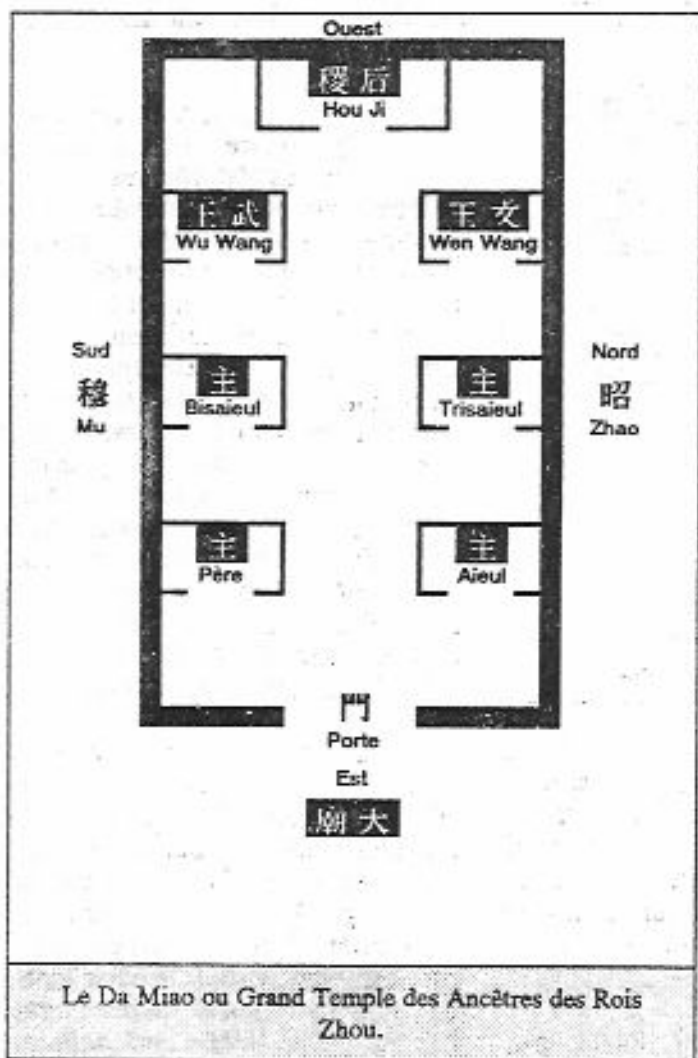 Ouest
后稷
Hou Ji
武王
Wu Wang
文王
Wen Wang
Sud
穆
Mu
主
Bisaieul
主
Trisaieul
Nord
昭
Zhao
主
Père
主
Aieul
門
Porte
Est
大廟
Le Da Miao ou Grand Temple des Ancêtres des Rois
Zhou.